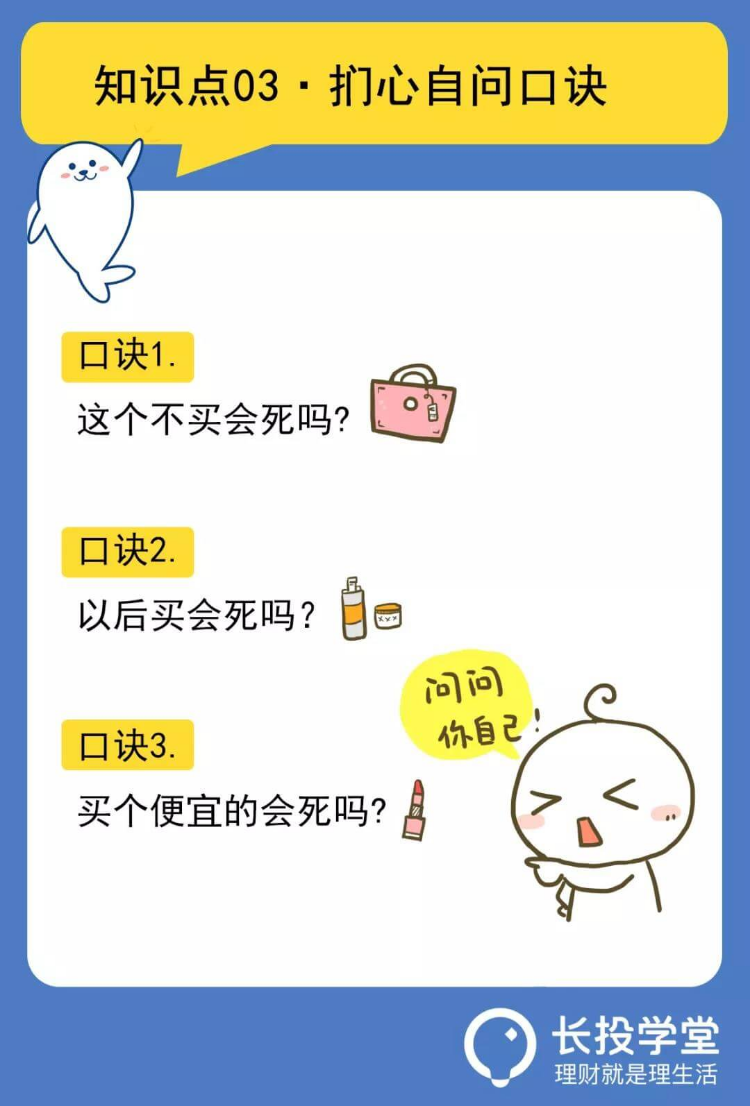 知识点03·扪心自问口诀
口诀1.
这个不买会死吗?
口诀2.
以后买会死吗?
口诀3.
买个便宜的会死吗?
问问
你自己!
长投学堂
理财就是理生活